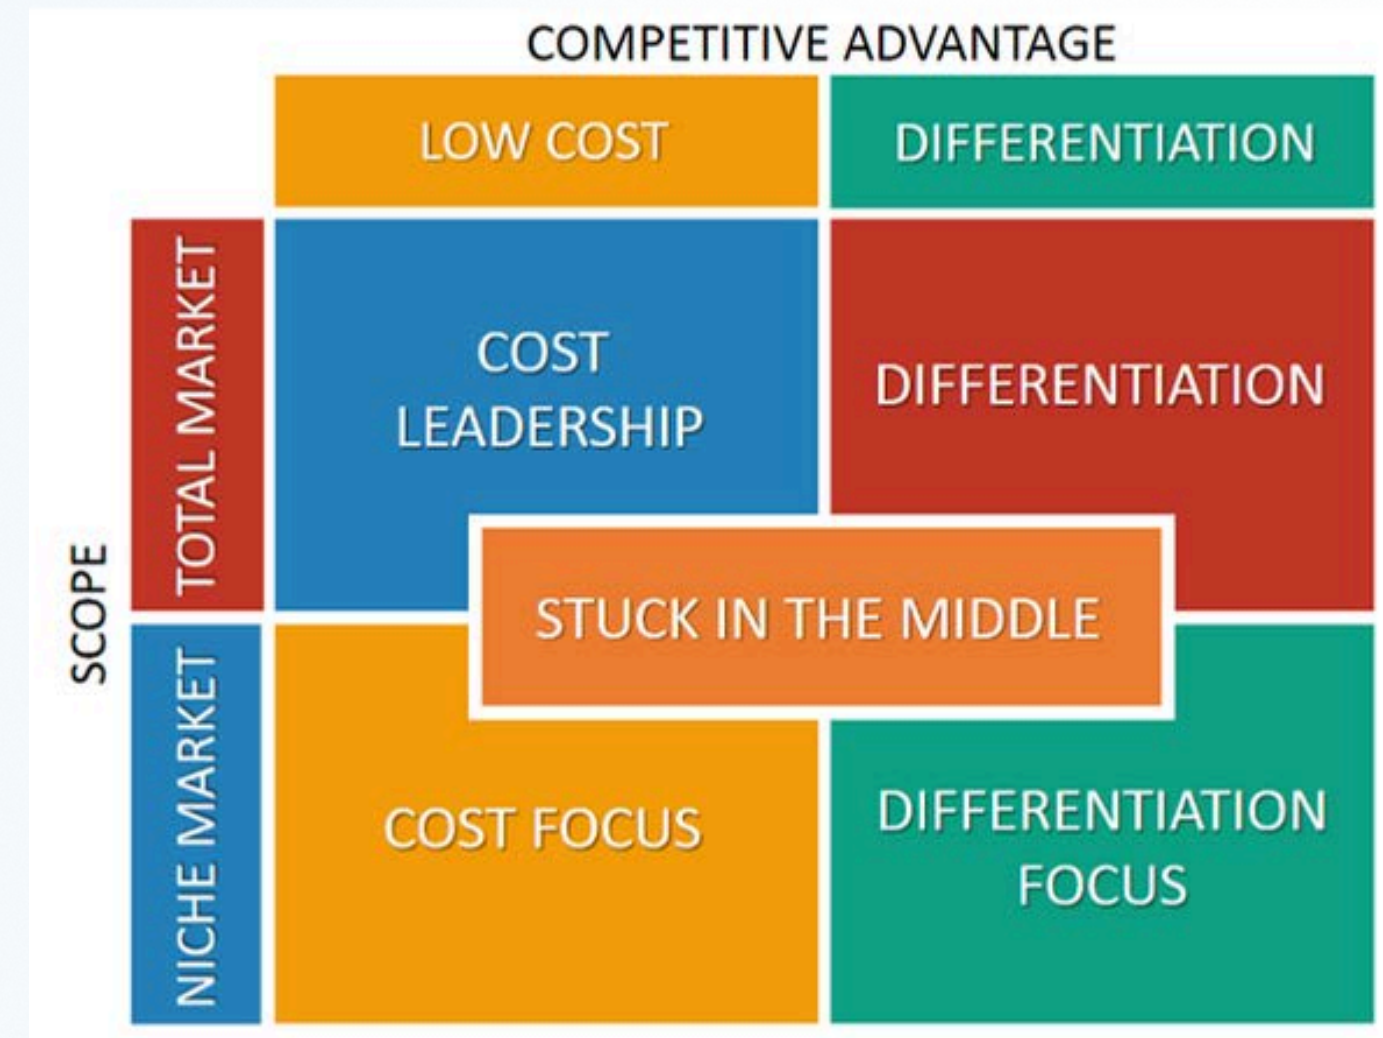 COMPETITIVE ADVANTAGE
LOW COST
DIFFERENTIATION
SCOPE
TOTAL MARKET
COST
LEADERSHIP
DIFFERENTIATION
STUCK IN THE MIDDLE
NICHE MARKET
COST FOCUS
DIFFERENTIATION
FOCUS